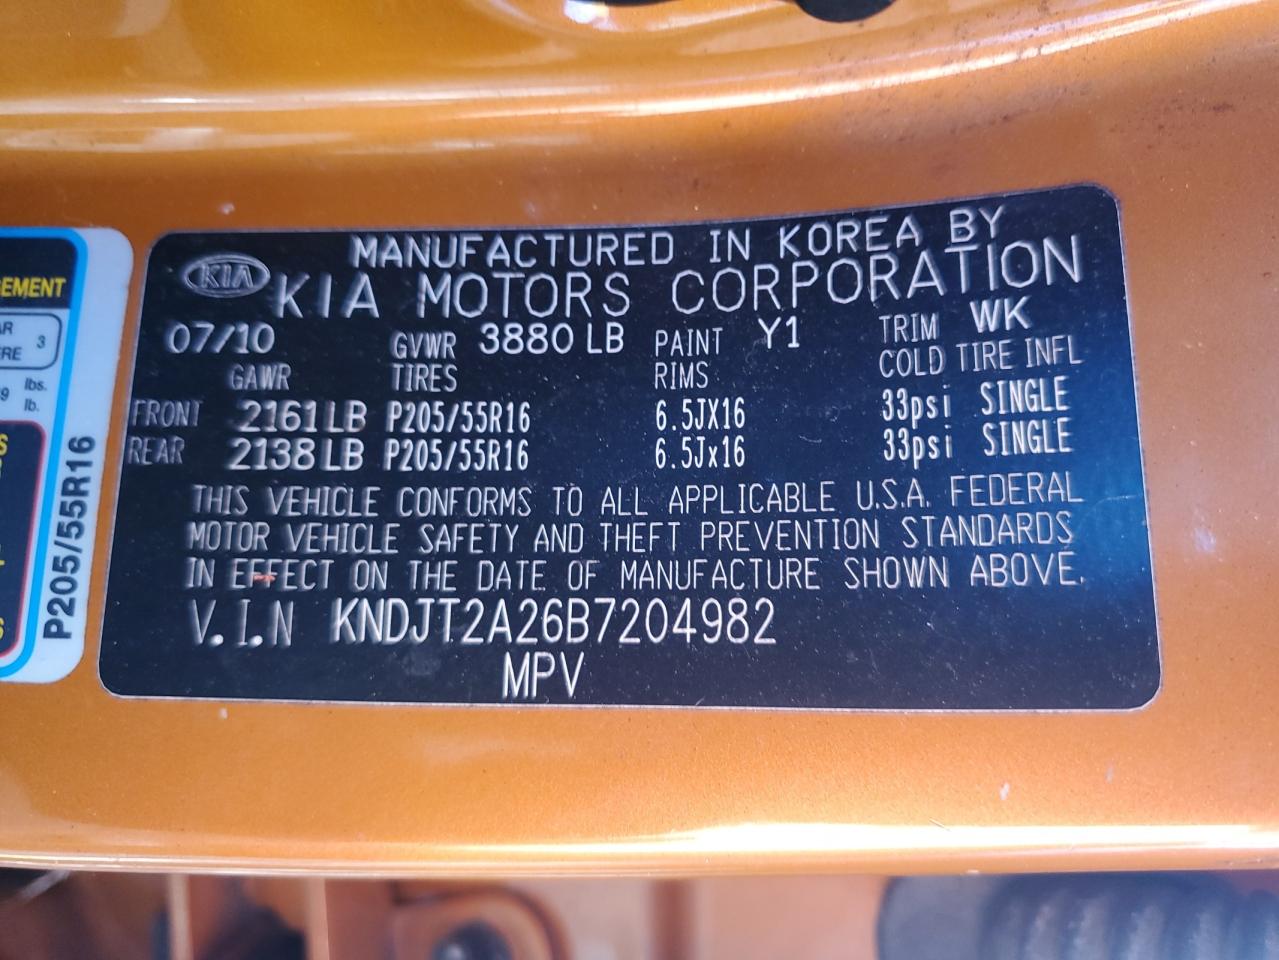 KIA
MANUFACTURED IN KOREA BY
KIA MOTORS CORPORATION
07/10 GVWR 3880 LB PAINT Y1 TRIM WK
GAWR TIRES RIMS COLD TIRE INFL
FRONT 2161 LB P205/55R16 6.5JX16 33psi SINGLE
REAR 2138 LB P205/55R16 6.5Jx16 33psi SINGLE
THIS VEHICLE CONFORMS TO ALL APPLICABLE U.S.A. FEDERAL
MOTOR VEHICLE SAFETY AND THEFT PREVENTION STANDARDS
IN EFFECT ON THE DATE OF MANUFACTURE SHOWN ABOVE.
V.I.N KNDJT2A26B7204982
MPV
3
lbs.
lb.
P205/55R16